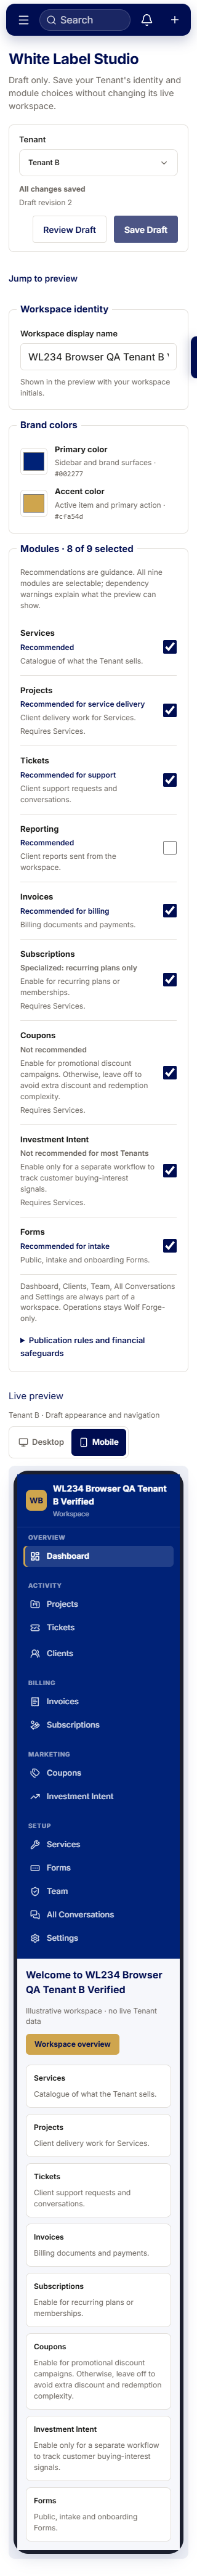 Search
White Label Studio
Draft only. Save your Tenant's identity and
module choices without changing its live
workspace.
Tenant
Tenant B
All changes saved
Draft revision 2
Review Draft
Save Draft
Jump to preview
Workspace identity
Workspace display name
WL234 Browser QA Tenant B
Shown in the preview with your workspace
initials.
Brand colors
Primary color
Sidebar and brand surfaces ·
#002277
Accent color
Active item and primary action ·
#cfa54d
Modules · 8 of 9 selected
Recommendations are guidance. All nine
modules are selectable; dependency
warnings explain what the preview can
show.
Services
Recommended
Catalogue of what the Tenant sells.
Projects
Recommended for service delivery
Client delivery work for Services.
Requires Services.
Tickets
Recommended for support
Client support requests and
conversations.
Reporting
Recommended
Client reports sent from the
workspace.
Invoices
Recommended for billing
Billing documents and payments.
Subscriptions
Specialized: recurring plans only
Enable for recurring plans or
memberships.
Requires Services.
Coupons
Not recommended
Enable for promotional discount
campaigns. Otherwise, leave off to
avoid extra discount and redemption
complexity.
Requires Services.
Investment Intent
Not recommended for most Tenants
Enable only for a separate workflow to
track customer buying-interest
signals.
Requires Services.
Forms
Recommended for intake
Public, intake and onboarding Forms.
Dashboard, Clients, Team, All Conversations
and Settings are always part of a
workspace. Operations stays Wolf Forge-
only.
Publication rules and financial
safeguards
Live preview
Tenant B · Draft appearance and navigation
Desktop
Mobile
WB
WL234 Browser QA Tenant
B Verified
Workspace
OVERVIEW
Dashboard
ACTIVITY
Projects
Tickets
Clients
BILLING
Invoices
Subscriptions
MARKETING
Coupons
Investment Intent
SETUP
Services
Forms
Team
All Conversations
Settings
Welcome to WL234 Browser
QA Tenant B Verified
Illustrative workspace · no live Tenant
data
Workspace overview
Services
Catalogue of what the Tenant sells.
Projects
Client delivery work for Services.
Tickets
Client support requests and
conversations.
Invoices
Billing documents and payments.
Subscriptions
Enable for recurring plans or
memberships.
Coupons
Enable for promotional discount
campaigns. Otherwise, leave off to
avoid extra discount and redemption
complexity.
Investment Intent
Enable only for a separate workflow
to track customer buying-interest
signals.
Forms
Public, intake and onboarding
Forms.